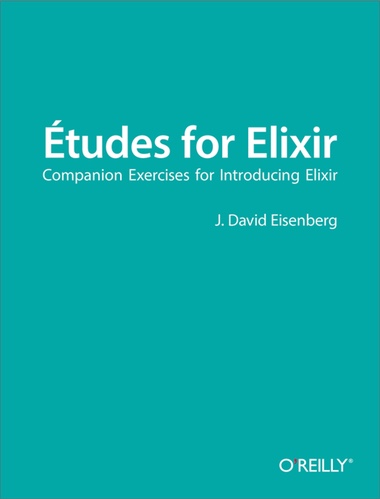 Études for Elixir
Companion Exercises for Introducing Elixir
J. David Eisenberg
O'REILLY®